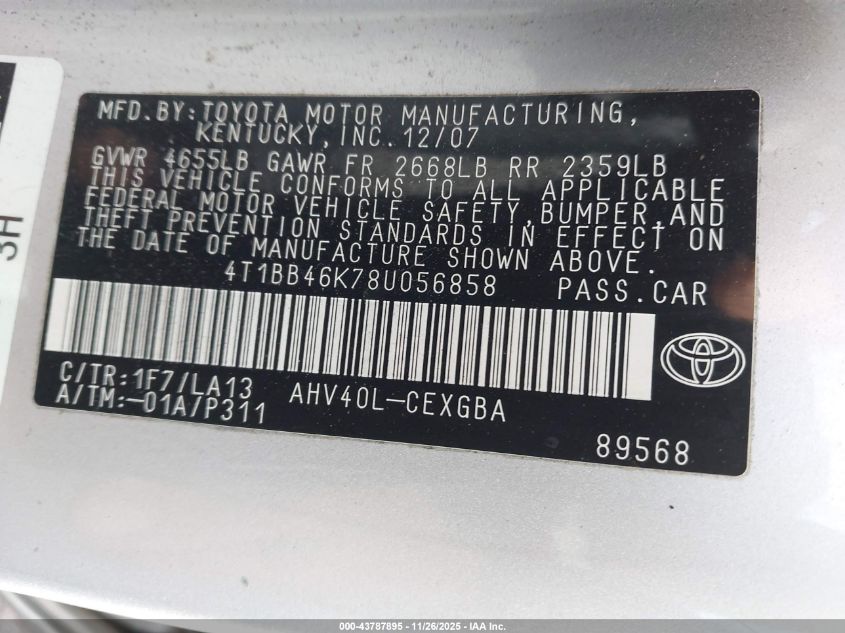 MFD.BY:TOYOTA MOTOR MANUFACTURING,
KENTUCKY, INC. 12/07
GVWR 4655LB GAWR FR 2668LB RR 2359LB
THIS VEHICLE CONFORMS TO ALL APPLICABLE
FEDERAL MOTOR VEHICLE SAFETY, BUMPER, AND
THEFT PREVENTION STANDARDS IN EFFECT ON
THE DATE OF MANUFACTURE SHOWN ABOVE.
4T1BB46K78U056858 PASS.CAR
C/TR:1F7/LA13 AHV40L-CEXGBA
A/TM:-01A/P311
89568
3H
000-43787895 - 11/26/2025 - IAA Inc.